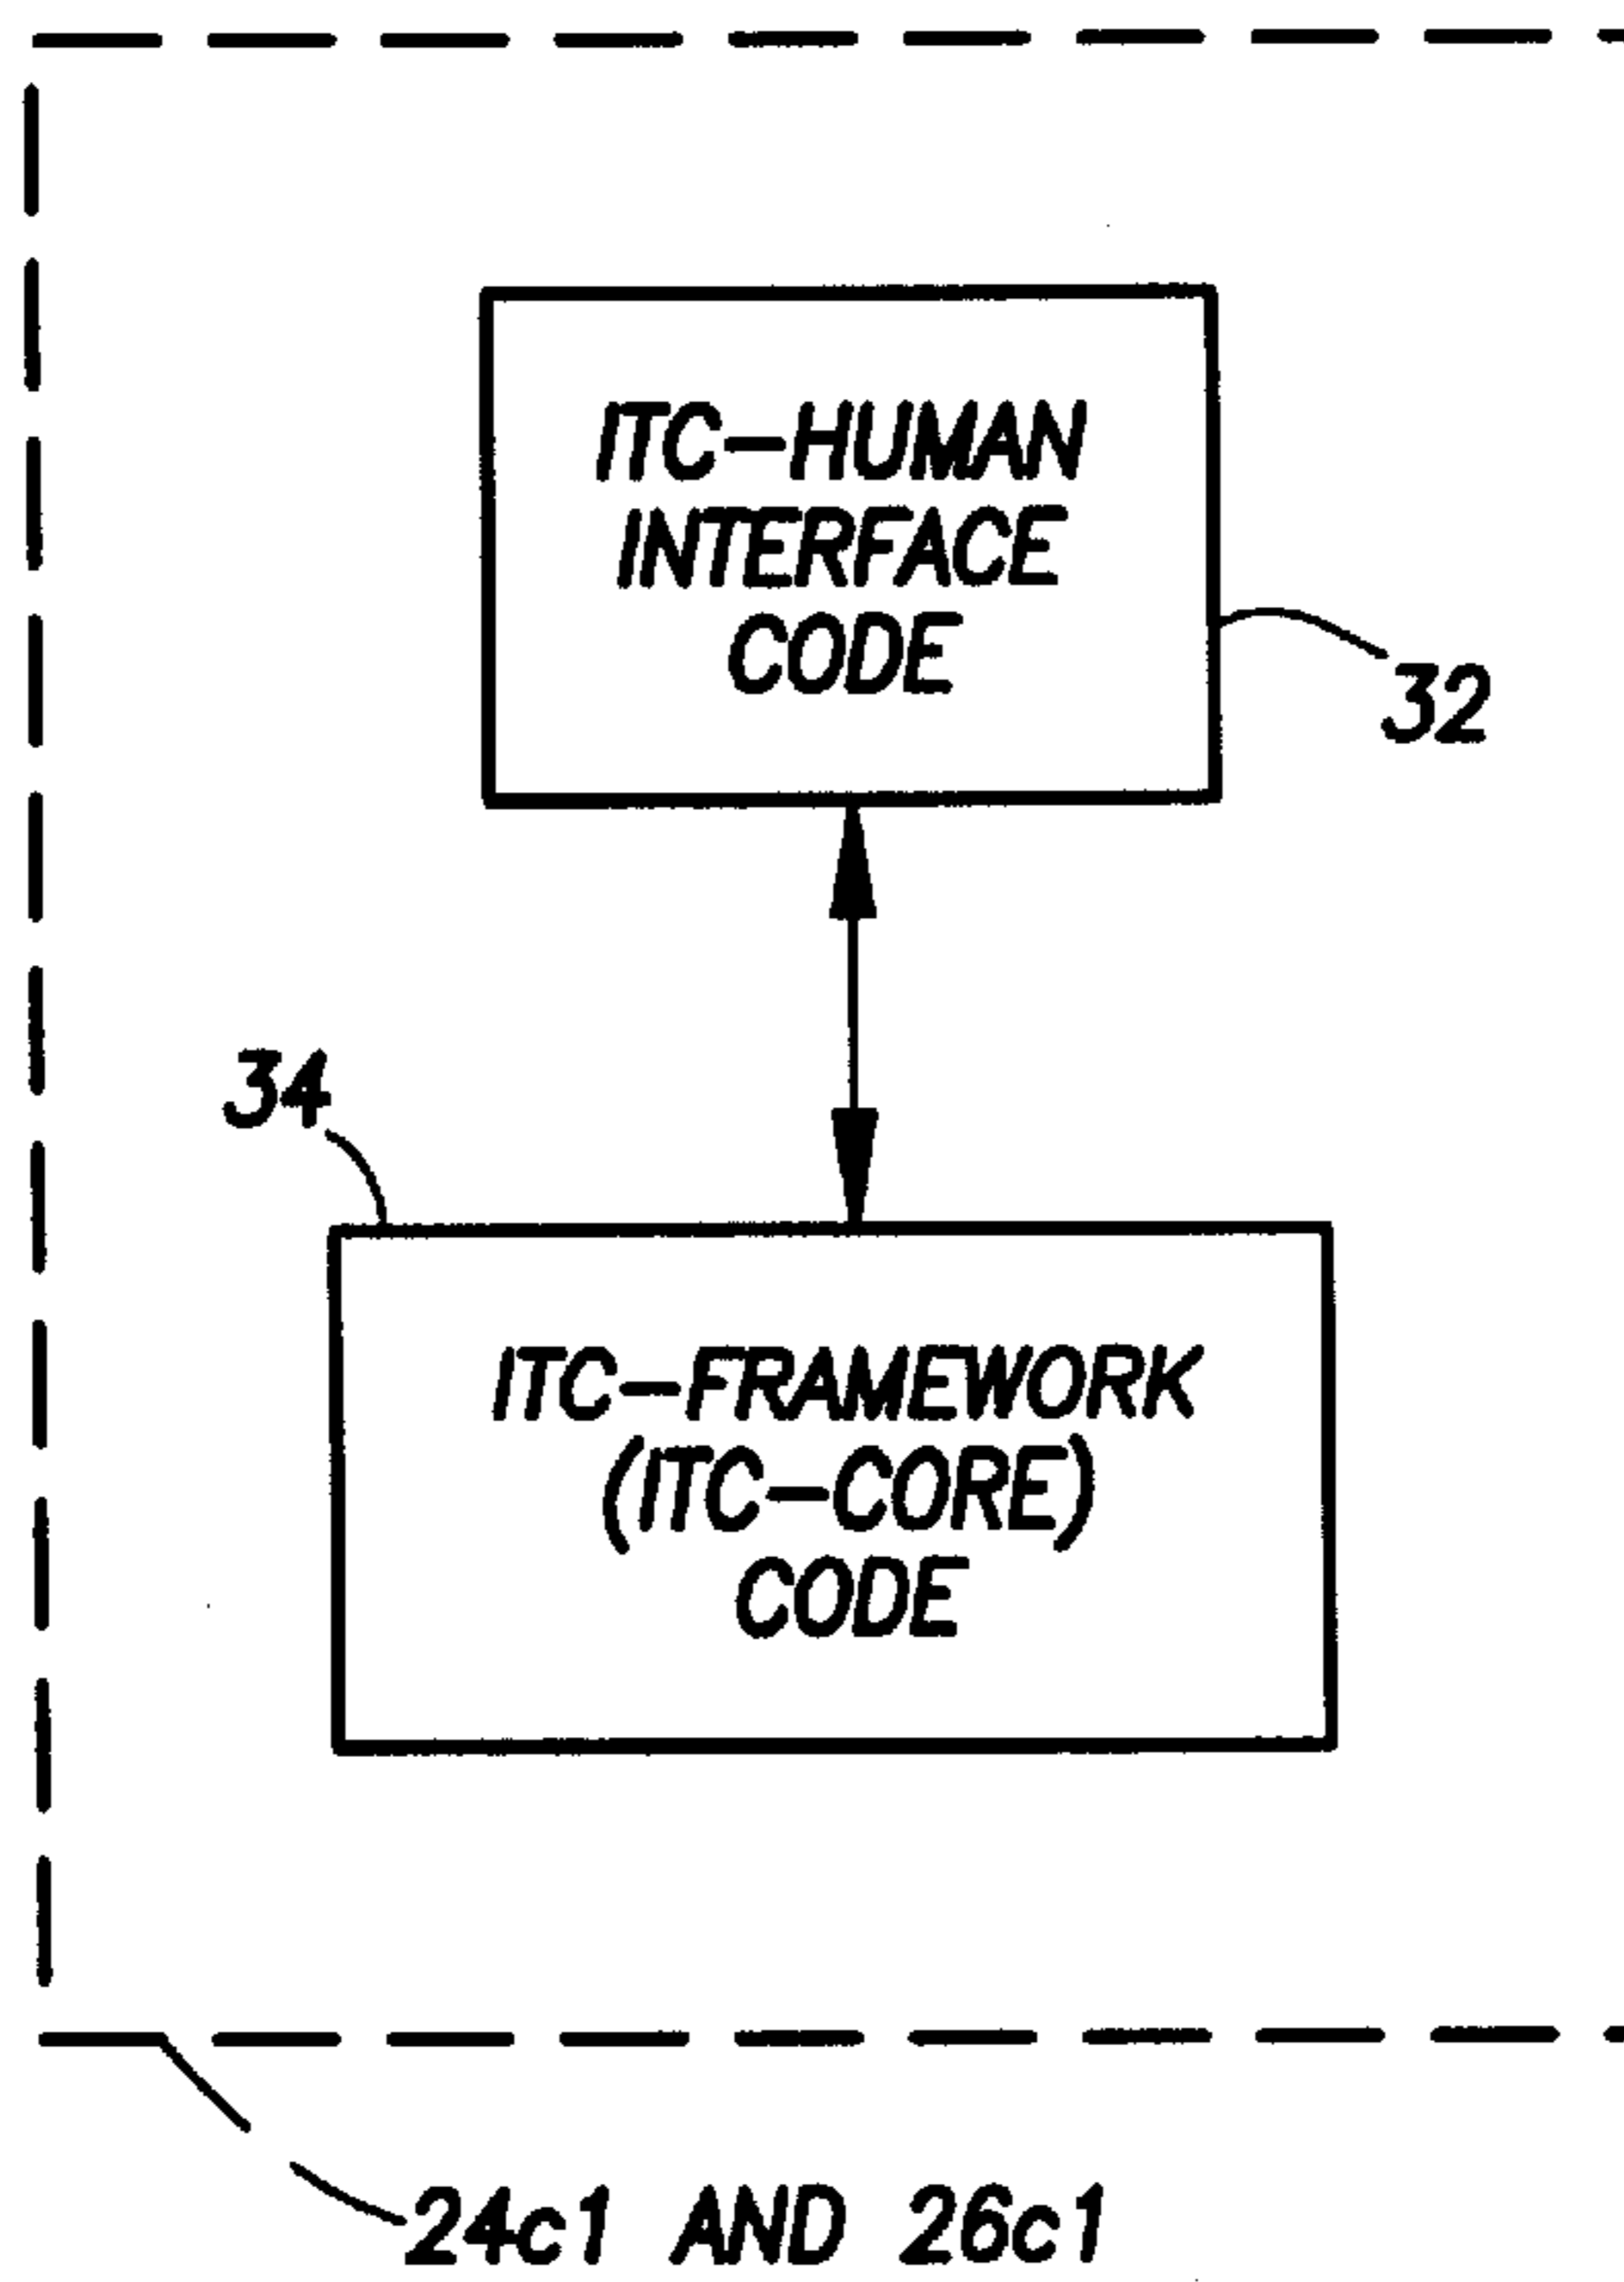 ITC-HUMAN
INTERFACE
CODE
32
34
ITC-FRAMEWORK
(ITC-CORE)
CODE
24c1 AND 26c1